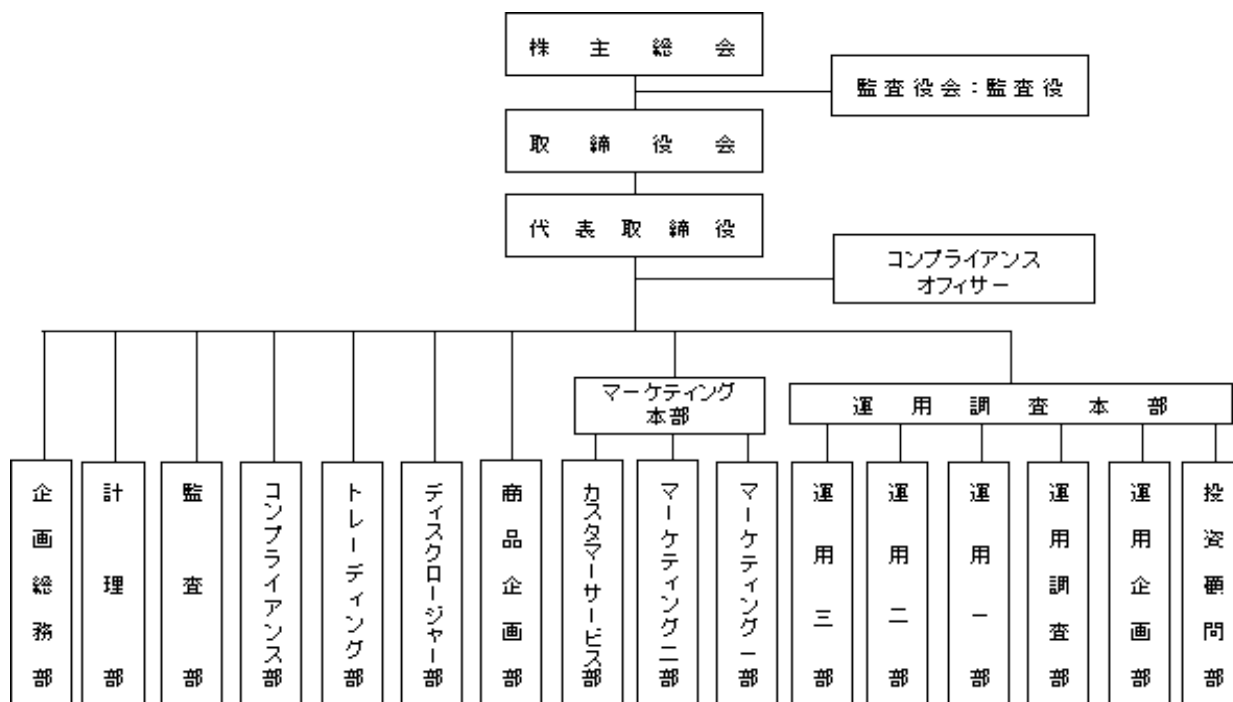 株主総会
監査役会：監査役
取締役会
代表取締役
コンプライアンス
オフィサー
マーケティング
本部
運用調査本部
企画総務部
計理部
監査部
コンプライアンス部
トレーディング部
ディスクロージャー部
商品企画部
カスタマーサービス部
マーケティング二部
マーケティング一部
運用三部
運用二部
運用一部
運用調査部
運用企画部
投資顧問部